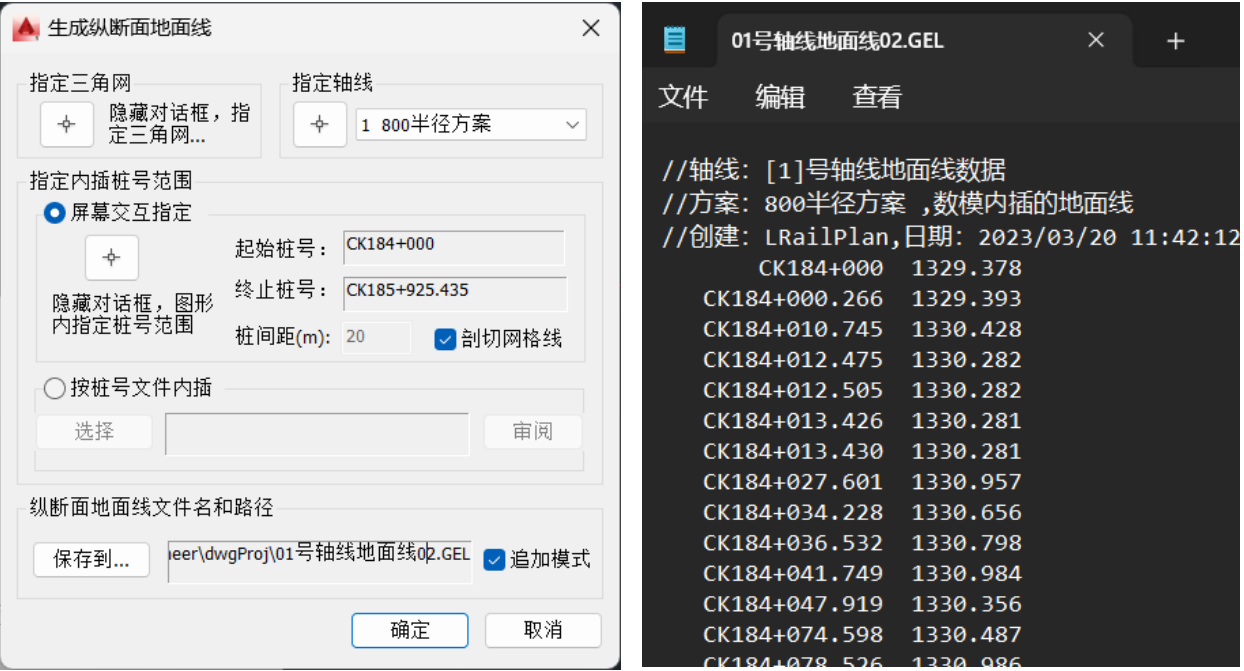 生成纵断面地面线
指定三角网
隐藏对话框，指
定三角网...
指定轴线
1 800半径方案
指定内插桩号范围
屏幕交互指定
隐藏对话框，图形
内指定桩号范围
起始桩号：
CK184+000
终止桩号：
CK185+925.435
桩间距(m):
20
剖切网格线
按桩号文件内插
选择
审阅
纵断面地面线文件名和路径
保存到...
neer\dwgProj\01号轴线地面线02.GEL
追加模式
确定
取消
01号轴线地面线02.GEL
文件 编辑 查看
//轴线: [1]号轴线地面线数据
//方案: 800半径方案 ,数模内插的地面线
//创建: LRailPlan,日期: 2023/03/20 11:42:12
CK184+000 1329.378
CK184+000.266 1329.393
CK184+010.745 1330.428
CK184+012.475 1330.282
CK184+012.505 1330.282
CK184+013.426 1330.281
CK184+013.430 1330.281
CK184+027.601 1330.957
CK184+034.228 1330.656
CK184+036.532 1330.798
CK184+041.749 1330.984
CK184+047.919 1330.356
CK184+074.598 1330.487
CK184+078.526 1330.986